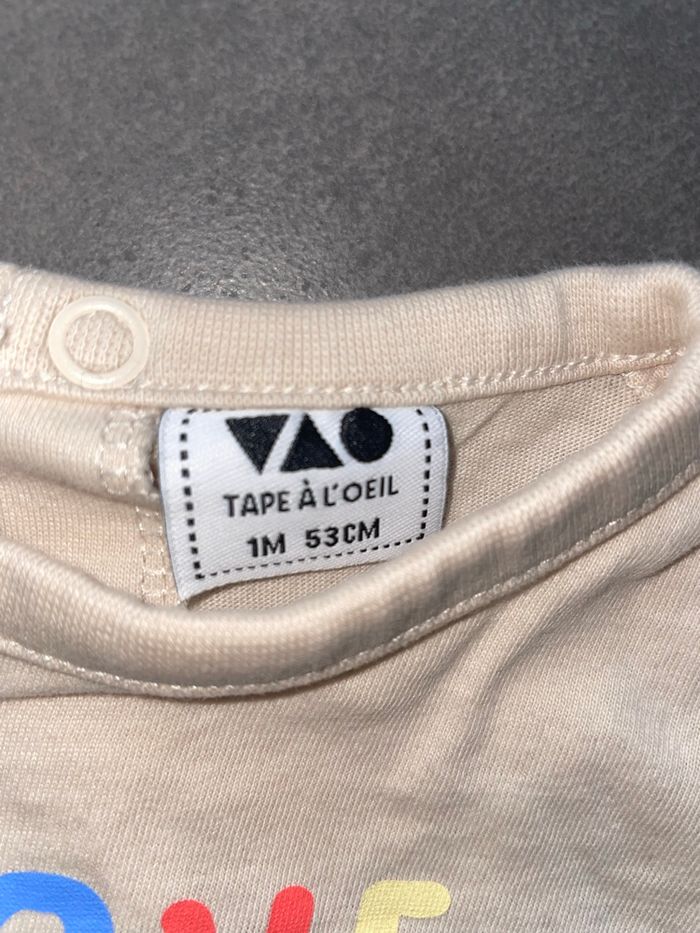 TAPE À L'OEIL
1M 53CM